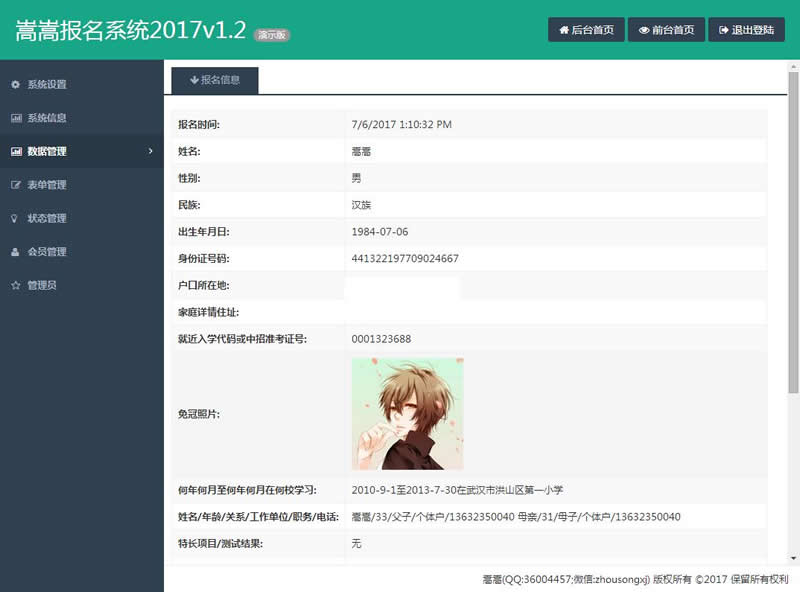 嵩嵩报名系统2017v1.2 演示版
后台首页 前台首页 退出登陆
系统设置
系统信息
数据管理
表单管理
状态管理
会员管理
管理员
报名信息
报名时间: 7/6/2017 1:10:32 PM
姓名: 嵩嵩
性别: 男
民族: 汉族
出生年月日: 1984-07-06
身份证号码: 441322197709024667
户口所在地:
家庭详情住址:
就近入学代码或中招准考证号: 0001323688
免冠照片:
何年何月至何年何月在何校学习: 2010-9-1至2013-7-30在武汉市洪山区第一小学
姓名/年龄/关系/工作单位/职务/电话: 嵩嵩/33/父子/个体户/13632350040 母亲/31/母子/个体户/13632350040
特长项目/测试结果: 无
嵩嵩(QQ:36004457;微信:zhousongxj) 版权所有 ©2017 保留所有权利